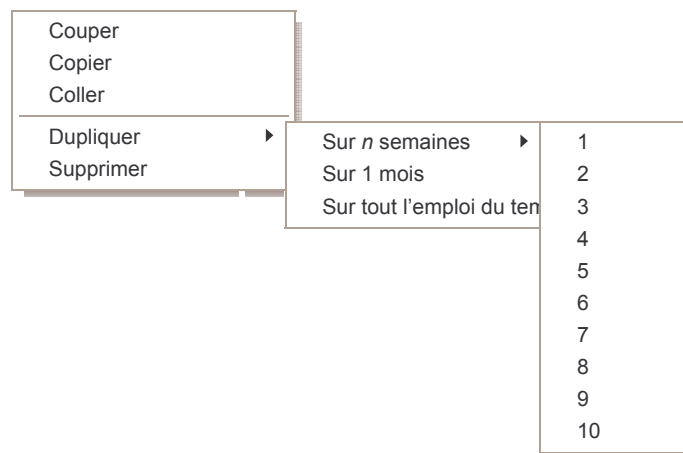 Couper
Copier
Coller
Dupliquer
Supprimer
Sur n semaines
Sur 1 mois
Sur tout l'emploi du tem
1
2
3
4
5
6
7
8
9
10